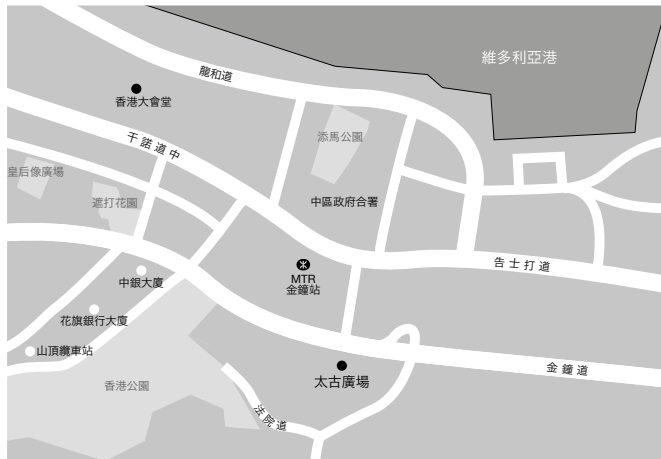 維多利亞港
龍和道
香港大會堂
添馬公園
干諾道中
皇后像廣場
遮打花園
中區政府合署
告士打道
MTR
金鐘站
中銀大廈
花旗銀行大廈
山頂纜車站
金鐘道
太古廣場
香港公園
法院道